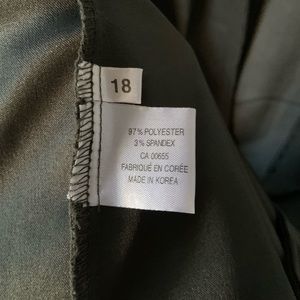 18
97% POLYESTER
3% SPANDEX
CA 00655
FABRIQUÉ EN CORÉE
MADE IN KOREA